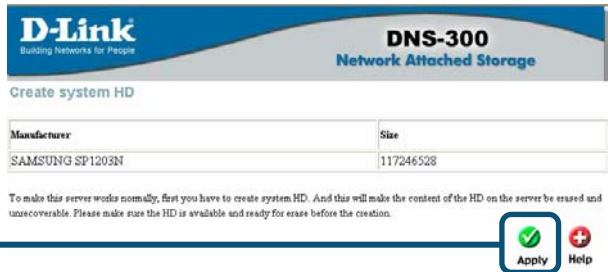 D-Link
Building Networks for People
DNS-300
Network Attached Storage
Create system HD
Manufacturer Size
SAMSUNG SP1203N 117246528
To make this server works normally, first you have to create system HD. And this will make the content of the HD on the server be erased and
unrecoverable. Please make sure the HD is available and ready for erase before the creation.
Apply Help